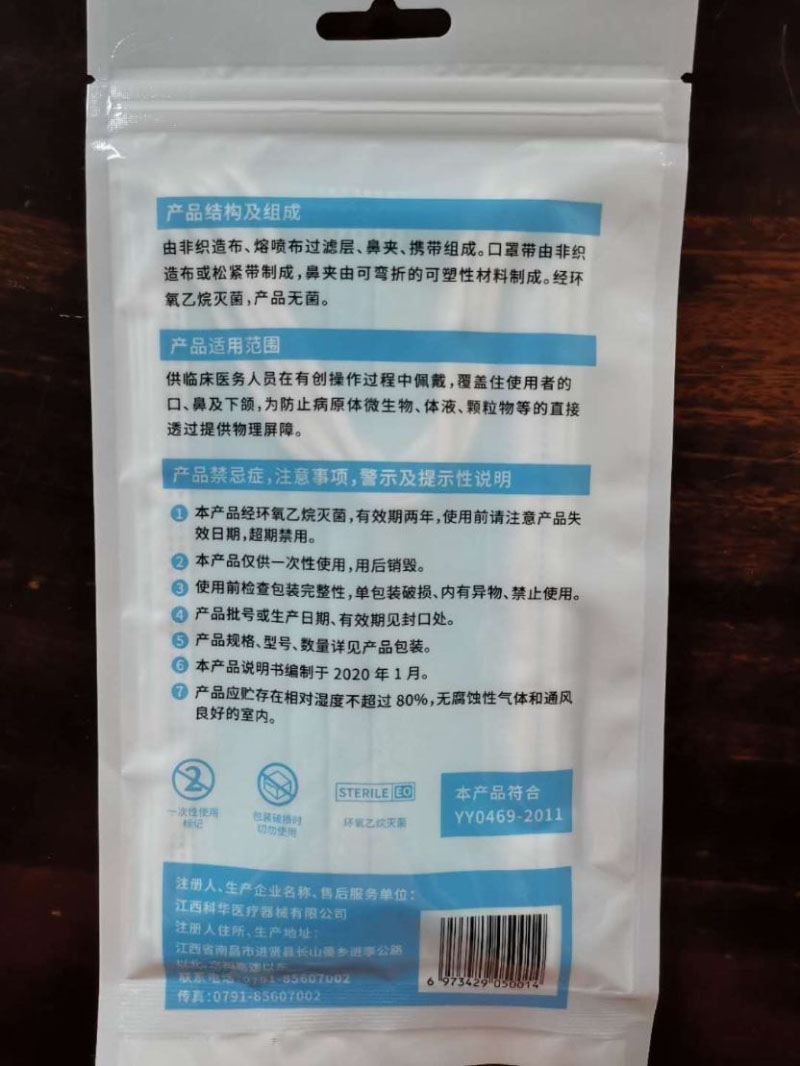 产品结构及组成
由非织造布、熔喷布过滤层、鼻夹、携带组成。口罩带由非织
造布或松紧带制成，鼻夹由可弯折的可塑性材料制成。经环
氧乙烷灭菌，产品无菌。
产品适用范围
供临床医务人员在有创操作过程中佩戴，覆盖住使用者的
口、鼻及下颌，为防止病原体微生物、体液、颗粒物等的直接
透过提供物理屏障。
产品禁忌症，注意事项，警示及提示性说明
1 本产品经环氧乙烷灭菌，有效期两年，使用前请注意产品失
效日期，超期禁用。
2 本产品仅供一次性使用，用后销毁。
3 使用前检查包装完整性，单包装破损、内有异物、禁止使用。
4 产品批号或生产日期、有效期见封口处。
5 产品规格、型号、数量详见产品包装。
6 本产品说明书编制于 2020 年 1 月。
7 产品应贮存在相对湿度不超过 80%，无腐蚀性气体和通风
良好的室内。
2
一次性使用
标记
包装破损时
切勿使用
STERILE EO
环氧乙烷灭菌
本产品符合
YY0469-2011
注册人、生产企业名称、售后服务单位：
江西科华医疗器械有限公司
注册人住所、生产地址：
江西省南昌市进贤县长山晏乡进李公路
以北、京福高速以东
联系电话：0791-85607002
传真：0791-85607002
6 973429 050014